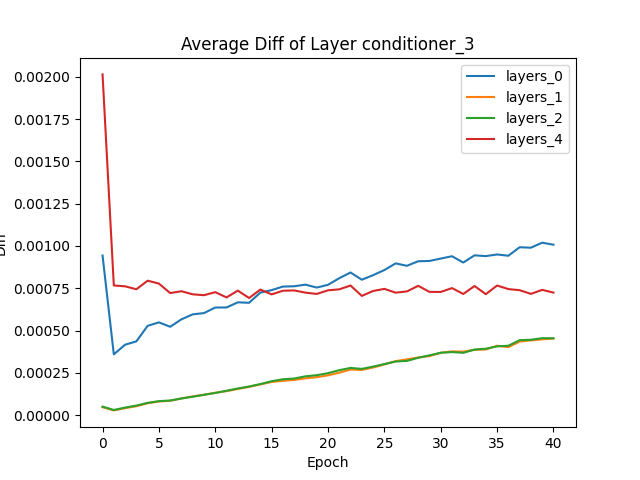 Average Diff of Layer conditioner_3
0.00200
0.00175
0.00150
0.00125
0.00100
0.00075
0.00050
0.00025
0.00000
Diff
layers_0
layers_1
layers_2
layers_4
0 5 10 15 20 25 30 35 40
Epoch